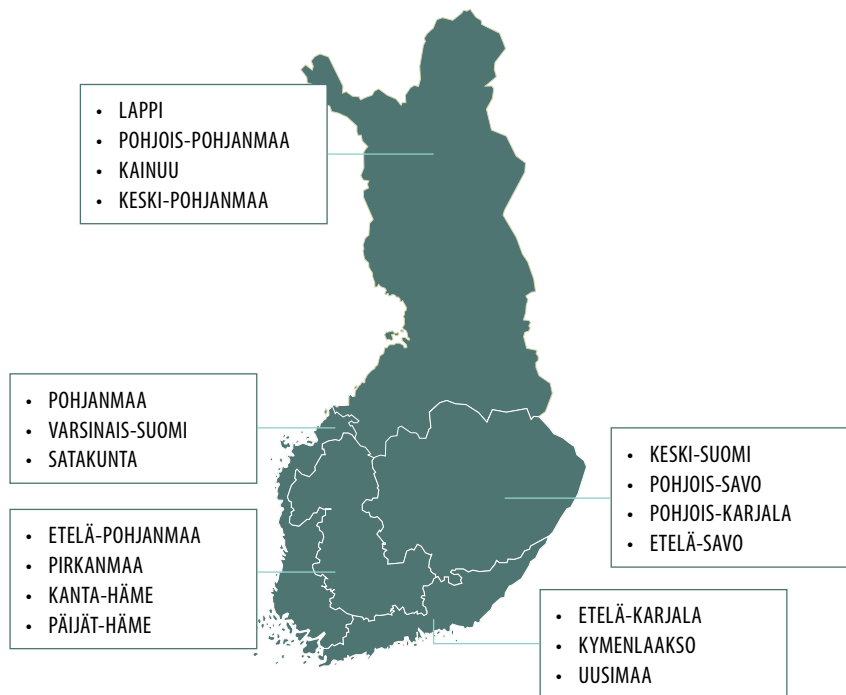 • LAPPI
• POHJOIS-POHJANMAA
• KAINUU
• KESKI-POHJANMAA
• POHJANMAA
• VARSINAIS-SUOMI
• SATAKUNTA
• KESKI-SUOMI
• POHJOIS-SAVO
• POHJOIS-KARJALA
• ETELÄ-SAVO
• ETELÄ-POHJANMAA
• PIRKANMAA
• KANTA-HÄME
• PÄIJÄT-HÄME
• ETELÄ-KARJALA
• KYMENLAAKSO
• UUSIMAA